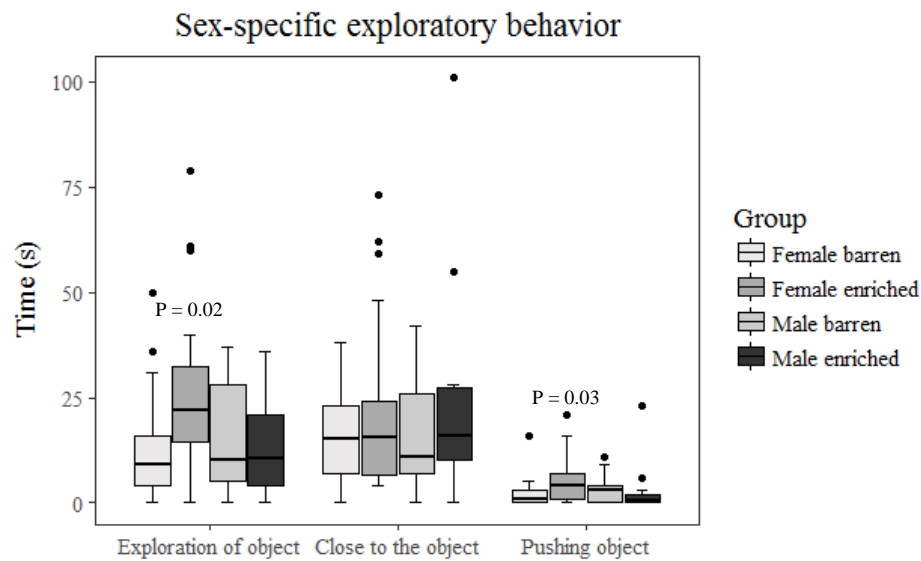 Sex-specific exploratory behavior
100
75
50
25
0
Time (s)
P = 0.02
P = 0.03
Exploration of object
Close to the object
Pushing object
Group
Female barren
Female enriched
Male barren
Male enriched